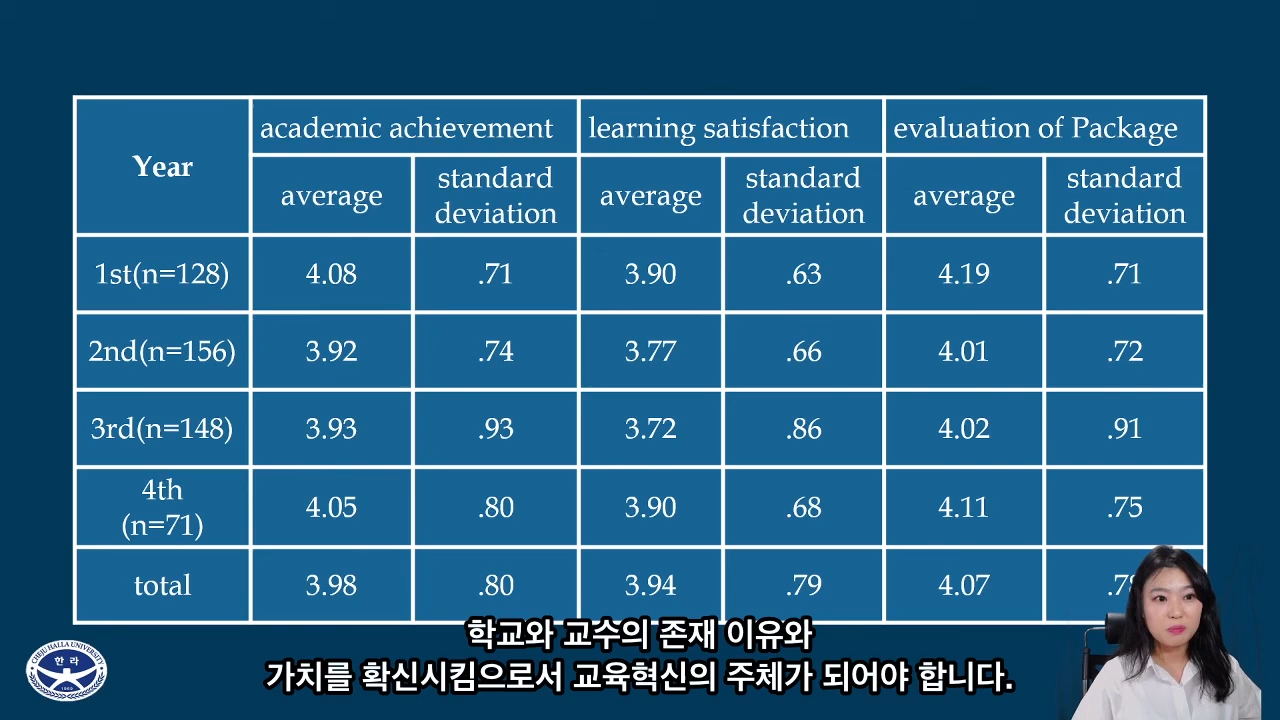 Year academic achievement learning satisfaction evaluation of Package
average standard deviation average standard deviation average standard deviation
1st(n=128) 4.08 .71 3.90 .63 4.19 .71
2nd(n=156) 3.92 .74 3.77 .66 4.01 .72
3rd(n=148) 3.93 .93 3.72 .86 4.02 .91
4th (n=71) 4.05 .80 3.90 .68 4.11 .75
total 3.98 .80 3.94 .79 4.07
학교와 교수의 존재 이유와
가치를 확신시킴으로서 교육혁신의 주체가 되어야 합니다.
CHEJU HALLA UNIVERSITY
한라